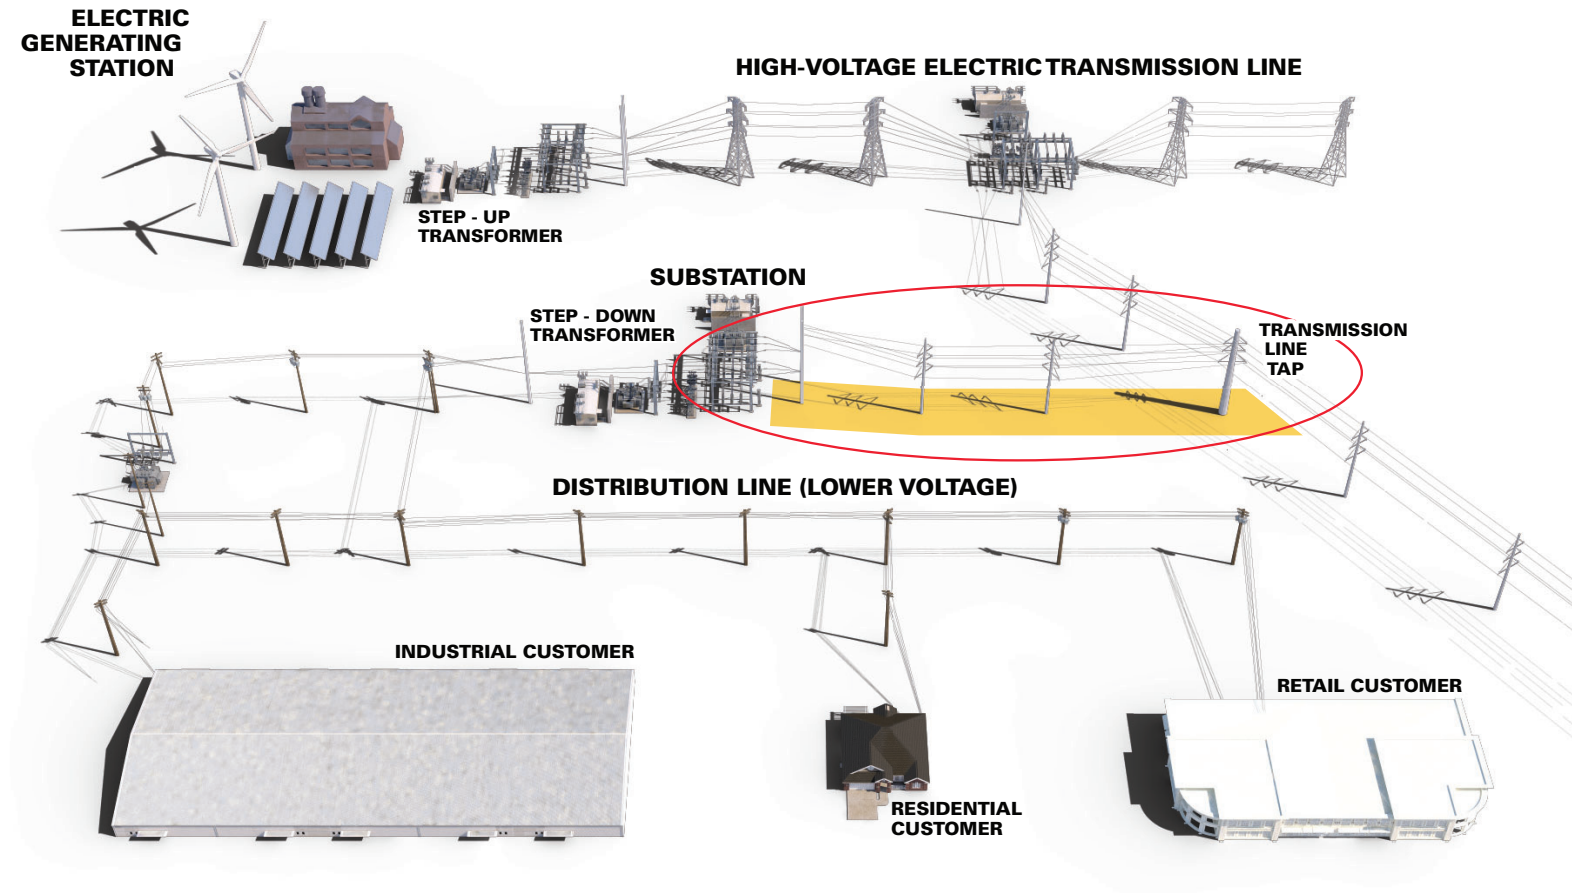 ELECTRIC
GENERATING
STATION
HIGH-VOLTAGE ELECTRIC TRANSMISSION LINE
STEP - UP
TRANSFORMER
SUBSTATION
STEP - DOWN
TRANSFORMER
TRANSMISSION
LINE
TAP
DISTRIBUTION LINE (LOWER VOLTAGE)
INDUSTRIAL CUSTOMER
RETAIL CUSTOMER
RESIDENTIAL
CUSTOMER